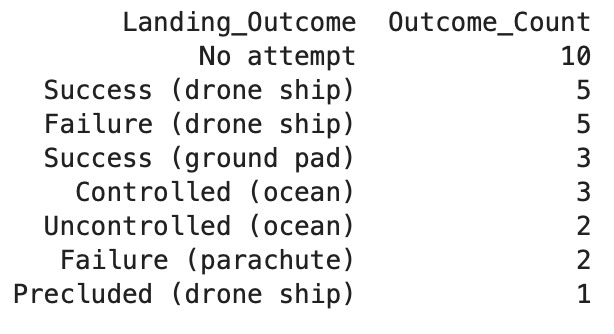 Landing_Outcome  Outcome_Count
No attempt  10
Success (drone ship)  5
Failure (drone ship)  5
Success (ground pad)  3
Controlled (ocean)  3
Uncontrolled (ocean)  2
Failure (parachute)  2
Precluded (drone ship)  1